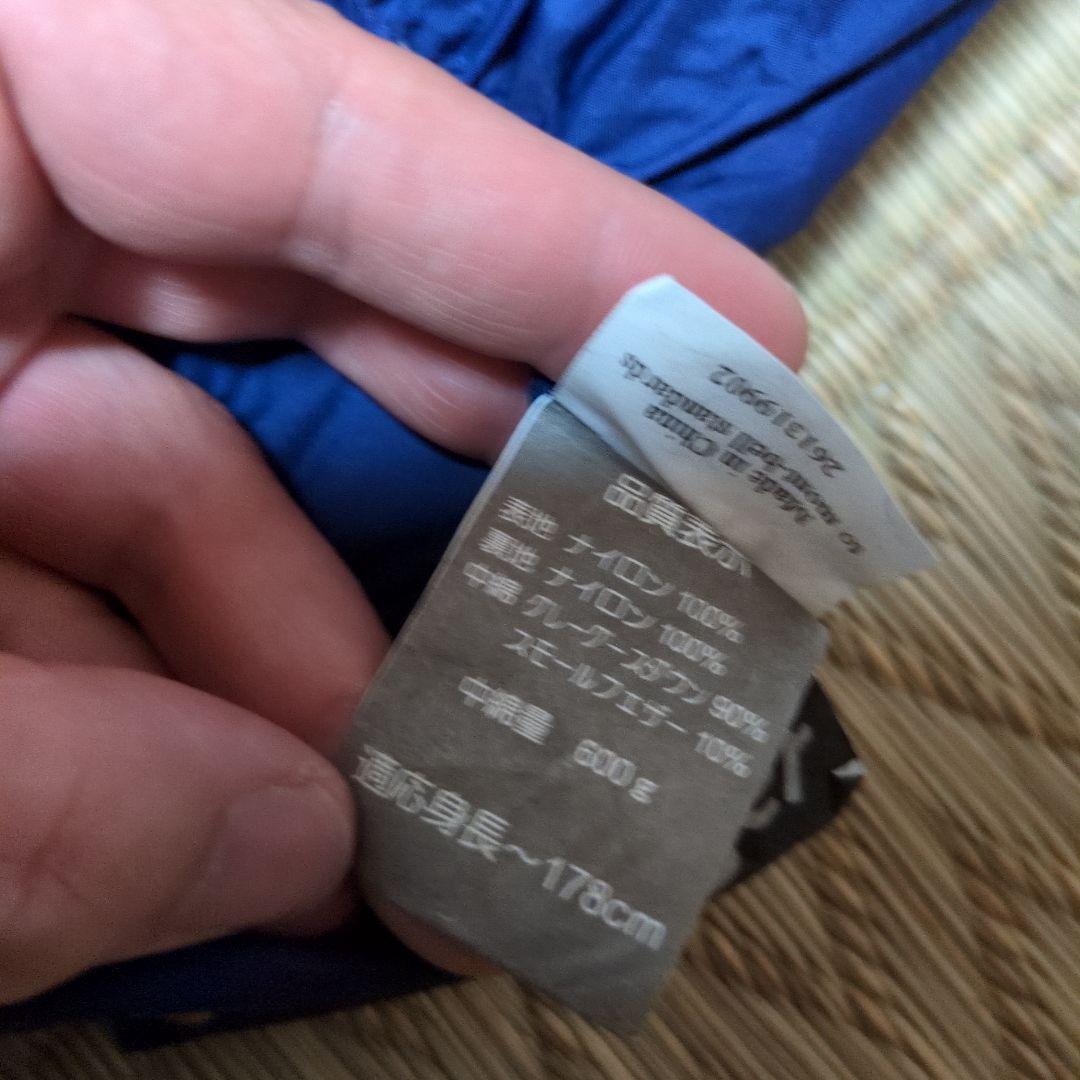 Made in China
to mont-bell standards
261319902
品質表示
表地 ナイロン 100%
裏地 ナイロン 100%
中綿 グレーグースダウン 90%
スモールフェザー 10%
中綿量 600g
適応身長~178cm